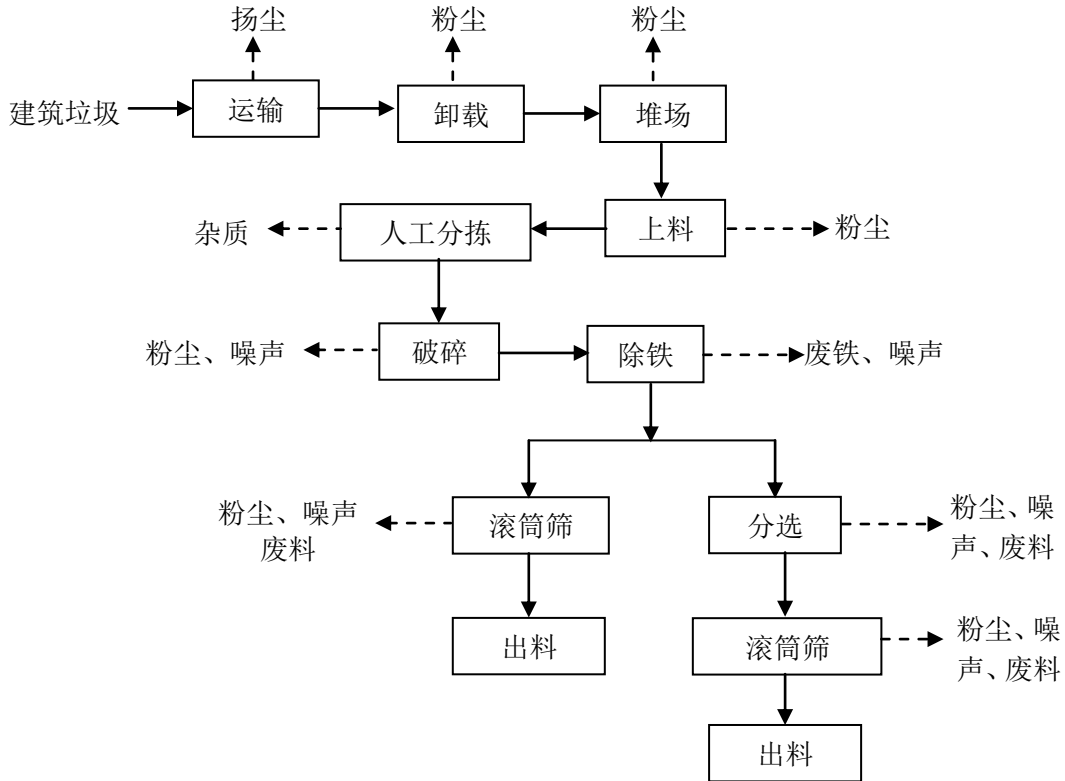 扬尘
粉尘
粉尘
建筑垃圾
运输
卸载
堆场
杂质
人工分拣
上料
粉尘
粉尘、噪声
破碎
除铁
废铁、噪声
粉尘、噪声
废料
滚筒筛
分选
粉尘、噪
声、废料
出料
滚筒筛
粉尘、噪
声、废料
出料